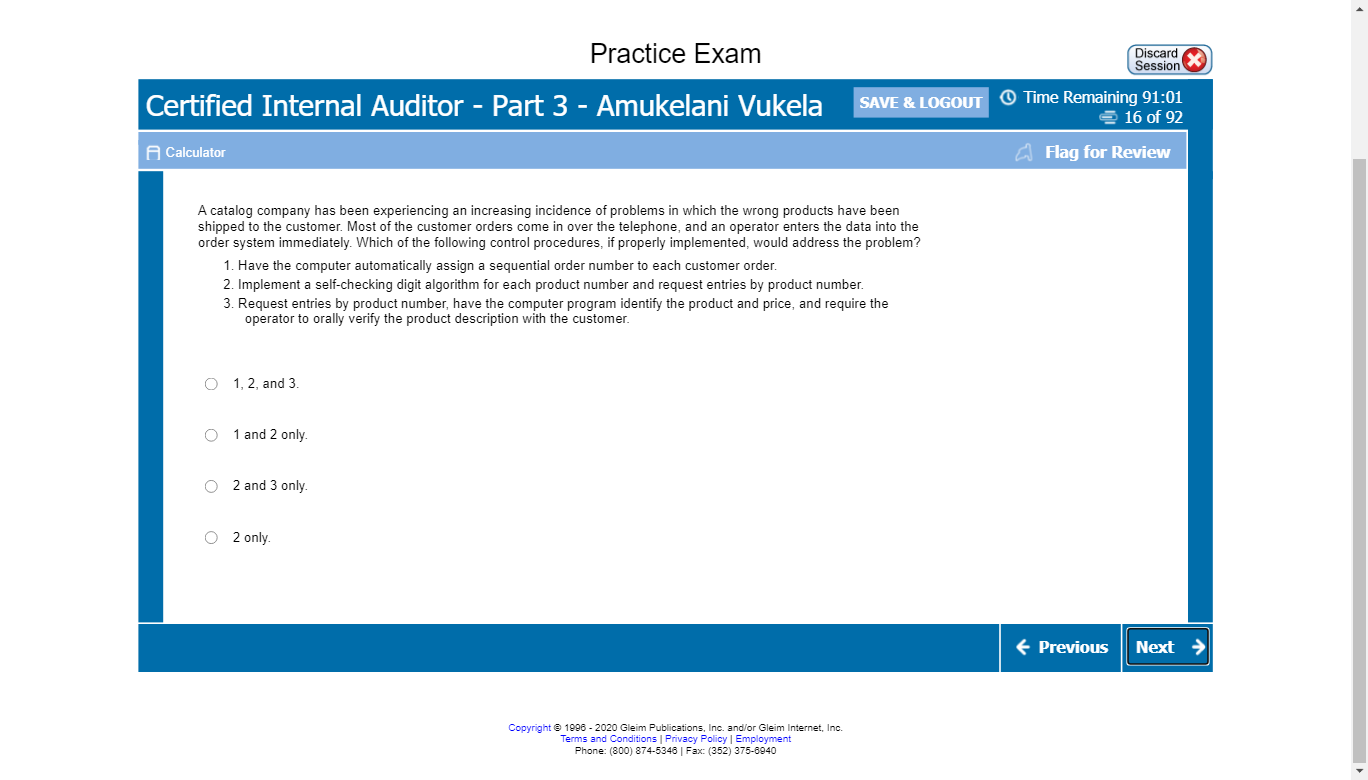 Practice Exam
Discard
Session
Certified Internal Auditor - Part 3 - Amukelani Vukela
SAVE & LOGOUT
Time Remaining 91:01
16 of 92
Calculator
Flag for Review
A catalog company has been experiencing an increasing incidence of problems in which the wrong products have been
shipped to the customer. Most of the customer orders come in over the telephone, and an operator enters the data into the
order system immediately. Which of the following control procedures, if properly implemented, would address the problem?
1. Have the computer automatically assign a sequential order number to each customer order.
2. Implement a self-checking digit algorithm for each product number and request entries by product number.
3. Request entries by product number, have the computer program identify the product and price, and require the
operator to orally verify the product description with the customer.
1, 2, and 3.
1 and 2 only.
2 and 3 only.
2 only.
Previous
Next
Copyright © 1996 - 2020 Gleim Publications, Inc. and/or Gleim Internet, Inc.
Terms and Conditions | Privacy Policy | Employment
Phone: (800) 874-5346 | Fax: (352) 375-6940